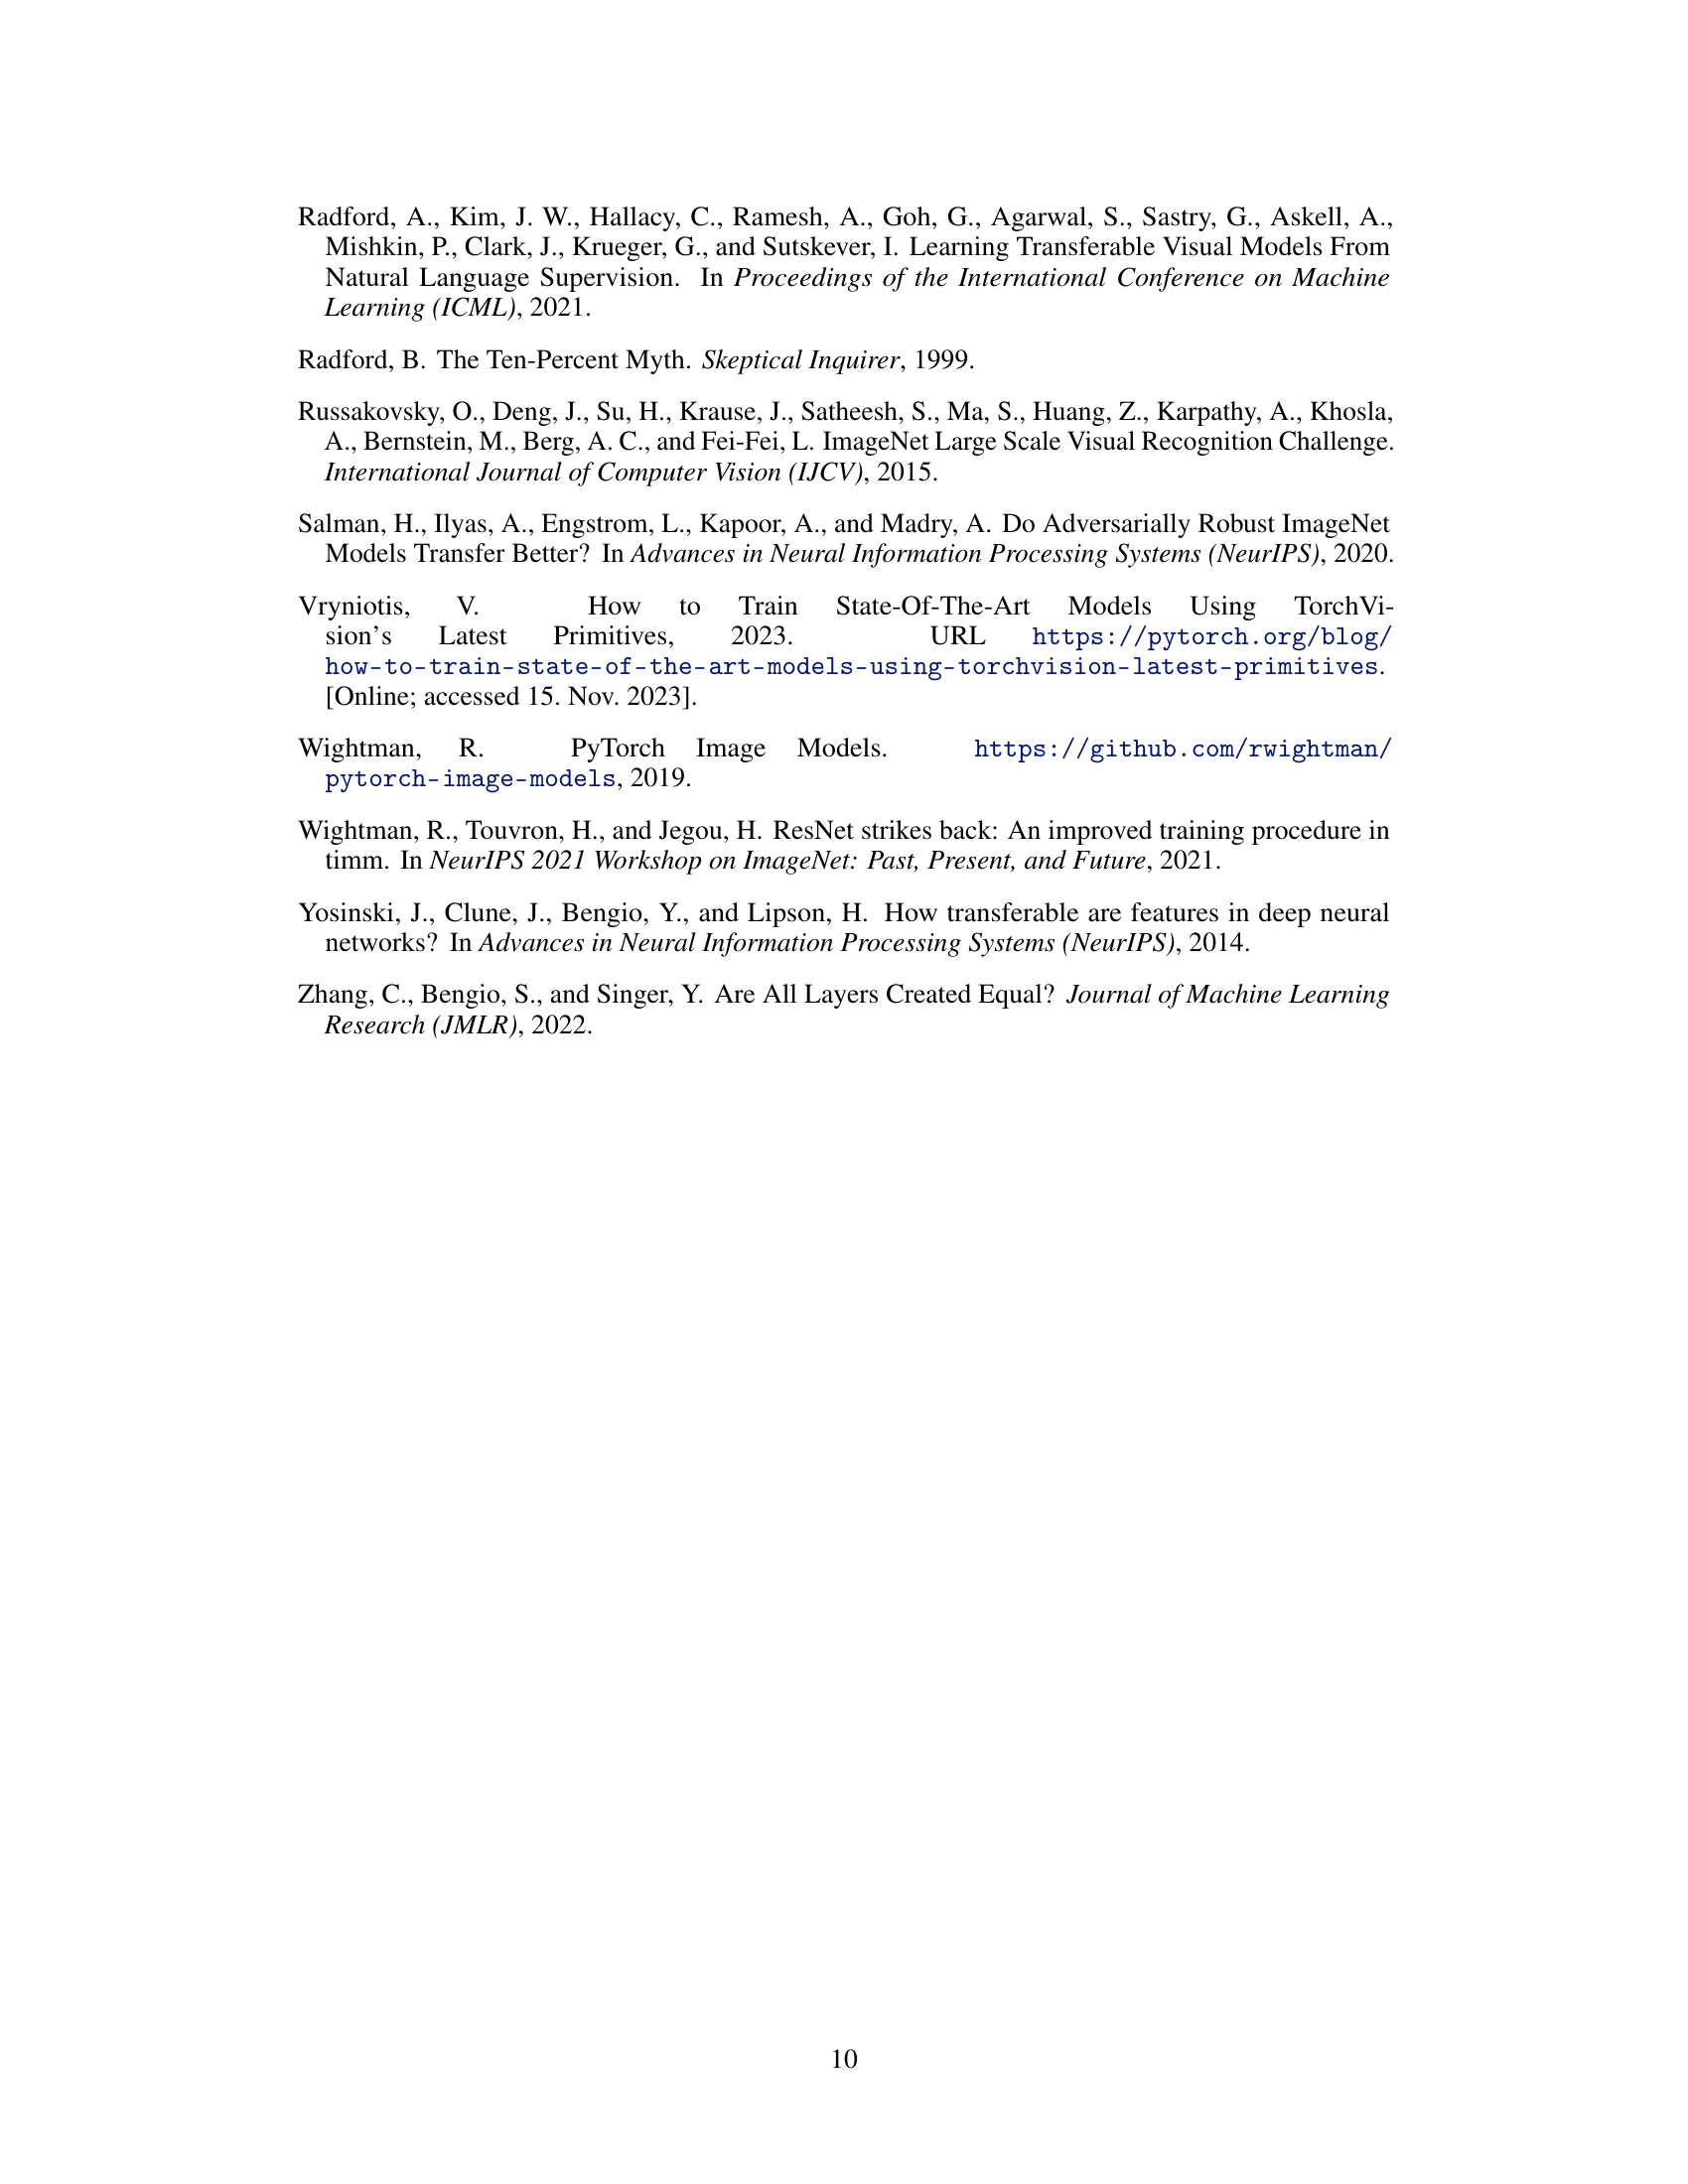 Radford, A., Kim, J. W., Hallacy, C., Ramesh, A., Goh, G., Agarwal, S., Sastry, G., Askell, A.,
Mishkin, P., Clark, J., Krueger, G., and Sutskever, I. Learning Transferable Visual Models From
Natural Language Supervision. In Proceedings of the International Conference on Machine
Learning (ICML), 2021.
Radford, B. The Ten-Percent Myth. Skeptical Inquirer, 1999.
Russakovsky, O., Deng, J., Su, H., Krause, J., Satheesh, S., Ma, S., Huang, Z., Karpathy, A., Khosla,
A., Bernstein, M., Berg, A. C., and Fei-Fei, L. ImageNet Large Scale Visual Recognition Challenge.
International Journal of Computer Vision (IJCV), 2015.
Salman, H., Ilyas, A., Engstrom, L., Kapoor, A., and Madry, A. Do Adversarially Robust ImageNet
Models Transfer Better? In Advances in Neural Information Processing Systems (NeurIPS), 2020.
Vryniotis, V. How to Train State-Of-The-Art Models Using TorchVi-
sion's Latest Primitives, 2023. URL https://pytorch.org/blog/
how-to-train-state-of-the-art-models-using-torchvision-latest-primitives.
[Online; accessed 15. Nov. 2023].
Wightman, R. PyTorch Image Models. https://github.com/rwightman/
pytorch-image-models, 2019.
Wightman, R., Touvron, H., and Jegou, H. ResNet strikes back: An improved training procedure in
timm. In NeurIPS 2021 Workshop on ImageNet: Past, Present, and Future, 2021.
Yosinski, J., Clune, J., Bengio, Y., and Lipson, H. How transferable are features in deep neural
networks? In Advances in Neural Information Processing Systems (NeurIPS), 2014.
Zhang, C., Bengio, S., and Singer, Y. Are All Layers Created Equal? Journal of Machine Learning
Research (JMLR), 2022.
10